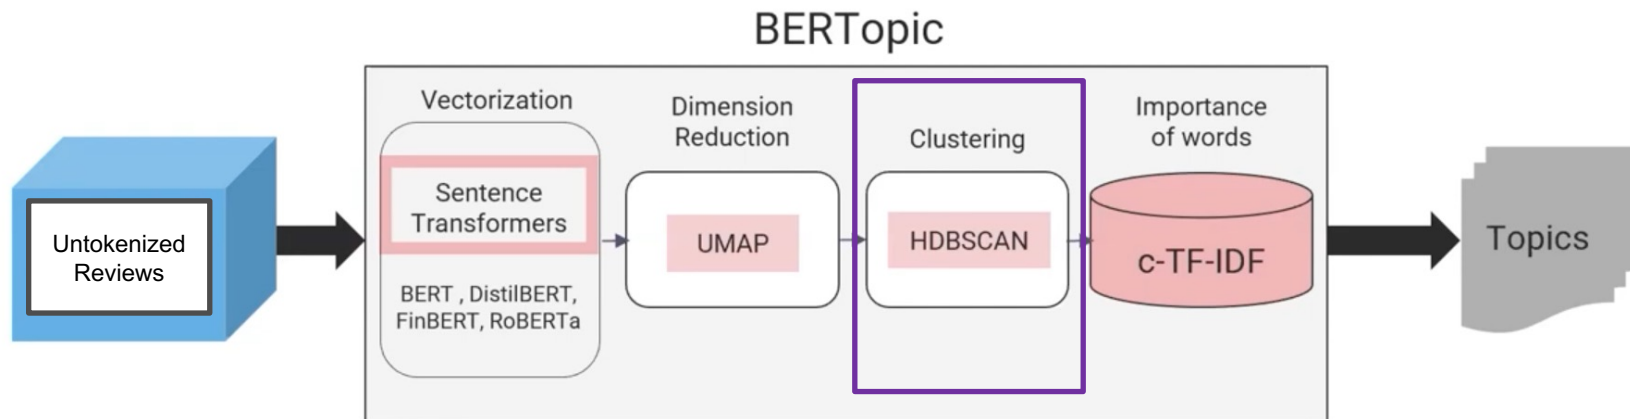 BERTopic
Untokenized
Reviews
Vectorization
Sentence
Transformers
BERT , DistilBERT,
FinBERT, RoBERTa
Dimension
Reduction
UMAP
Clustering
HDBSCAN
Importance
of words
c-TF-IDF
Topics